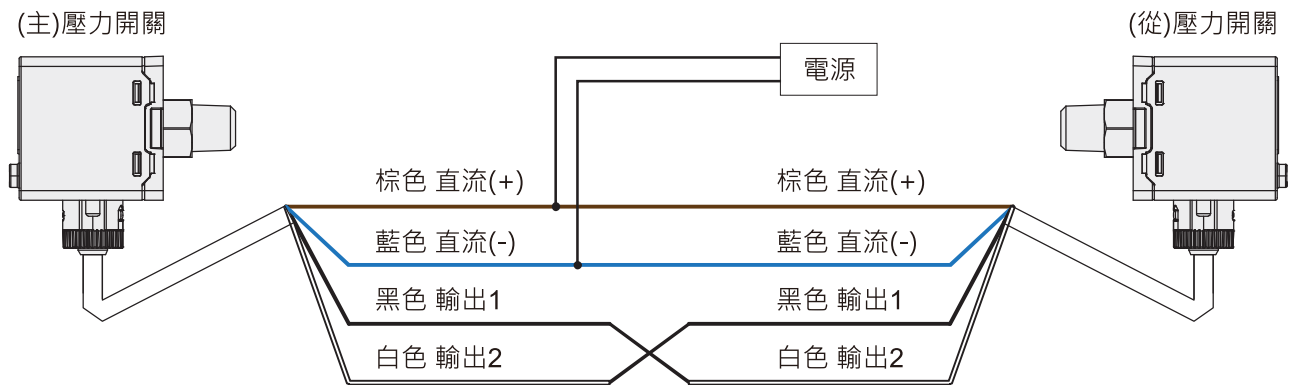 (主)壓力開關
(從)壓力開關
電源
棕色 直流(+)
棕色 直流(+)
藍色 直流(-)
藍色 直流(-)
黑色 輸出1
黑色 輸出1
白色 輸出2
白色 輸出2